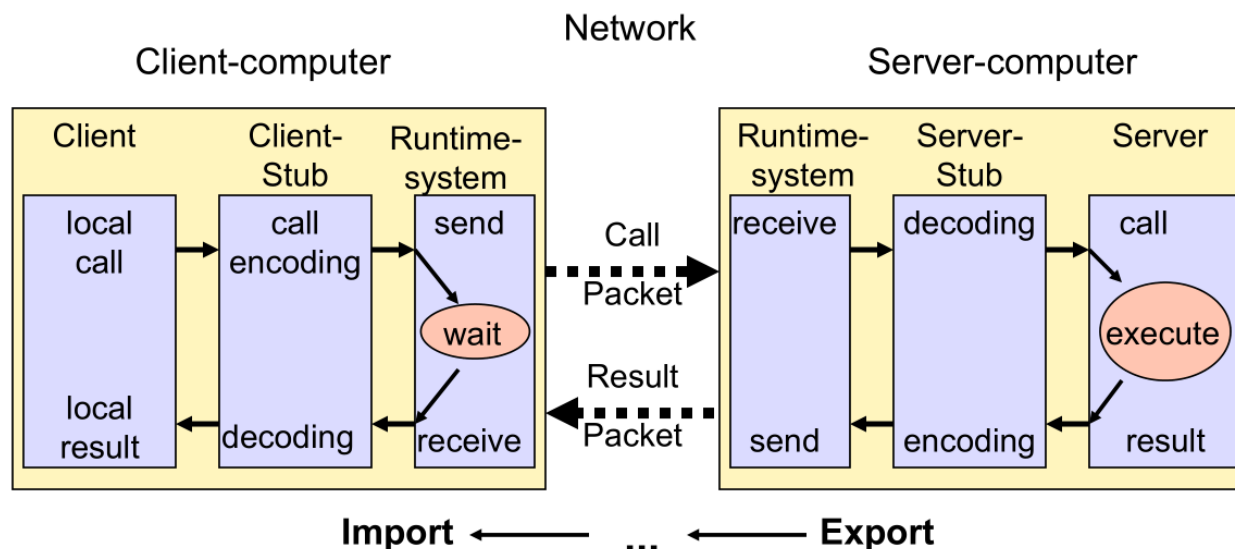 Network
Client-computer
Server-computer
Client
Client-
Stub
Runtime-
system
Runtime-
system
Server-
Stub
Server
local
call
call
encoding
send
wait
local
result
decoding
receive
Call
Packet
Result
Packet
receive
decoding
call
execute
send
encoding
result
Import
...
Export